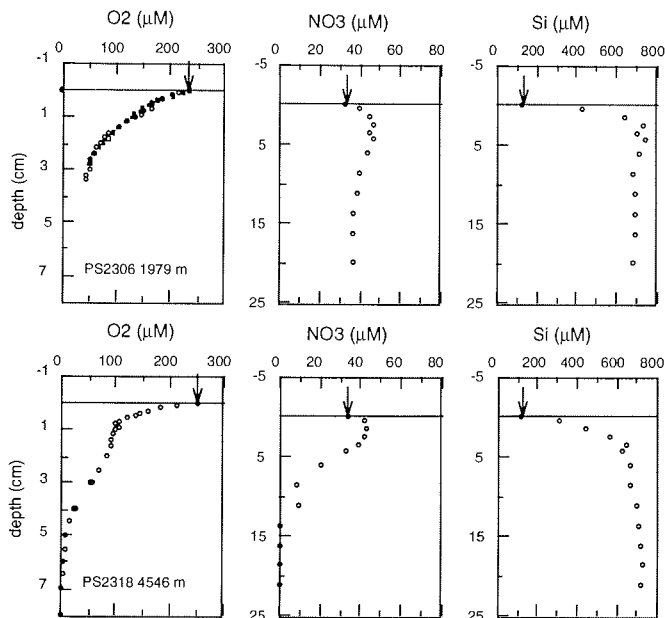 O2 (µM) NO3 (µM) Si (µM)
0 100 200 300 0 20 40 60 80 0 200 400 600 800
-1 -5 -5
1 0 0
3 5 5
5 15 15
7 25 25
depth (cm)
PS2306 1979 m
O2 (µM) NO3 (µM) Si (µM)
0 100 200 300 0 20 40 60 80 0 200 400 600 800
-1 -5 -5
1 5 5
3 15 15
5 25 25
7
depth (cm)
PS2318 4546 m